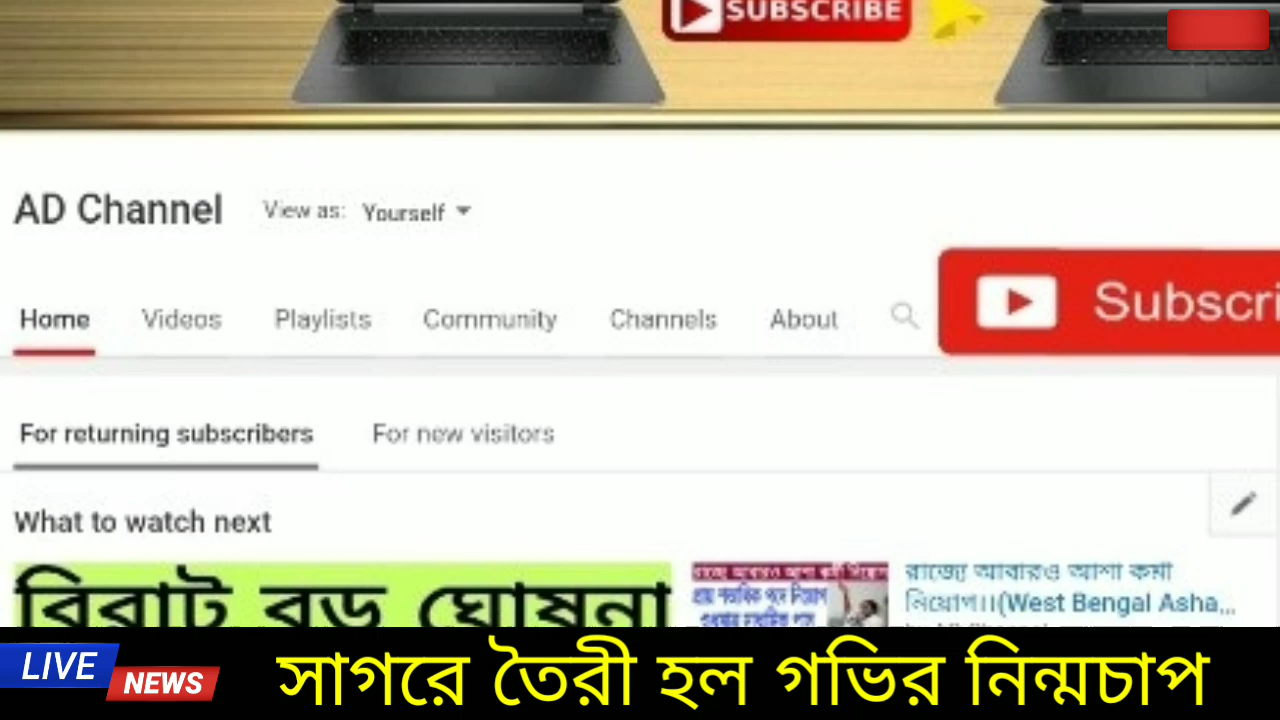 SUBSCRIBE
AD Channel View as: Yourself
Home Videos Playlists Community Channels About
Subscri
For returning subscribers For new visitors
What to watch next
বিরাট বড় ঘোষনা
রাজ্যে আবারও আশা কর্মী
নিয়োগ।।(West Bengal Asha...
LIVE NEWS
সাগরে তৈরী হল গভির নিন্মচাপ